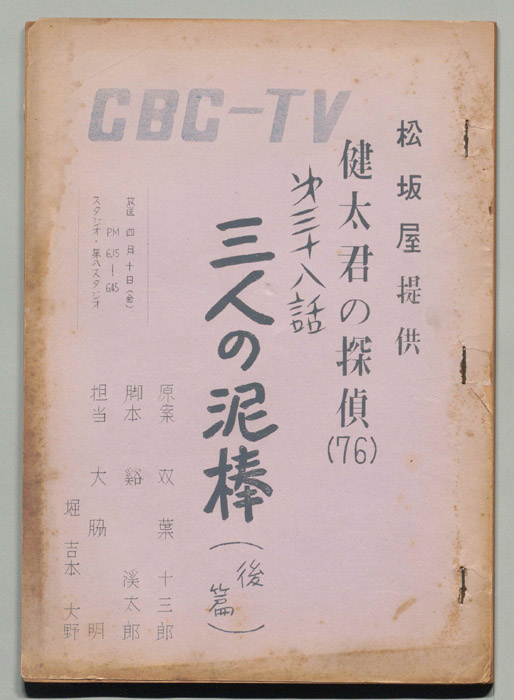 CBC-TV
松坂屋提供
健太君の探偵(76)
第三十八話
三人の泥棒(後篇)
放送 四月十日(金)
PM 6.15―6.45
スタジオ・第八スタジオ
原案 双葉十三郎
脚本 谿渓太郎
担当 大脇明
堀 吉本 大野